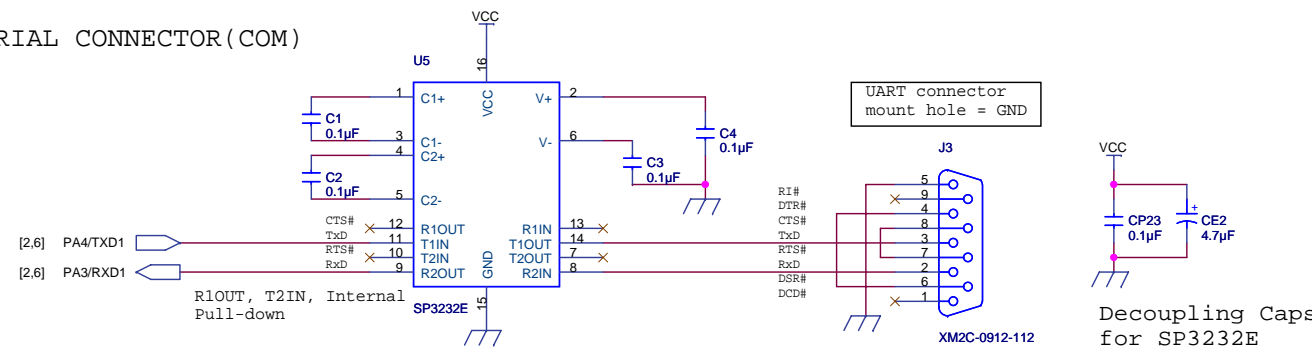 RIAL CONNECTOR(COM)
VCC
U5
16
VCC
1 C1+
C1
0.1µF
3 C1-
4 C2+
C2
0.1µF
5 C2-
V+ 2
V- 6
C4
0.1µF
C3
0.1µF
CTS# 12 R1OUT
TxD 11 T1IN
RTS# 10 T2IN
RxD 9 R2OUT
R1IN 13
T1OUT 14
T2OUT 7
R2IN 8
GND
15
SP3232E
[2,6] PA4/TXD1
[2,6] PA3/RXD1
R1OUT, T2IN, Internal
Pull-down
UART connector
mount hole = GND
J3
RI#
DTR#
CTS#
TxD
RTS#
RxD
DSR#
DCD#
5
9
4
8
3
7
2
6
1
XM2C-0912-112
VCC
CP23
0.1µF
+
CE2
4.7µF
Decoupling Caps
for SP3232E